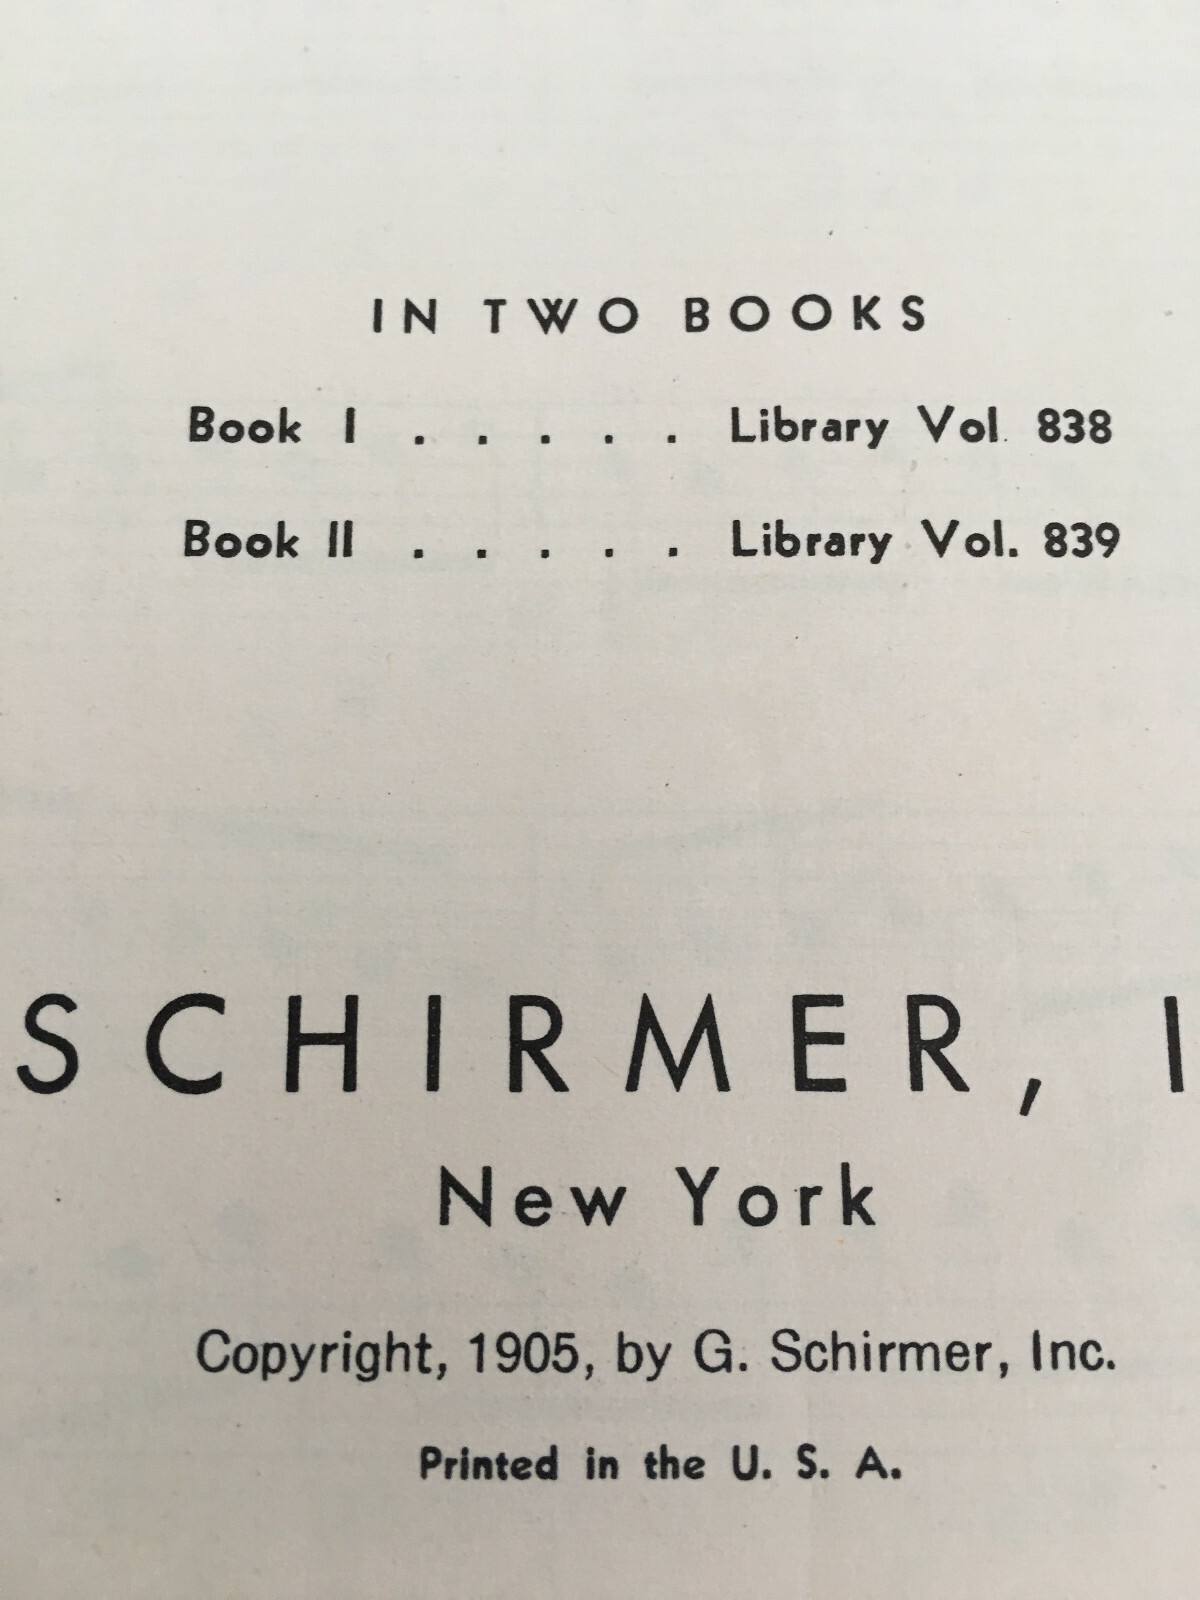 IN TWO BOOKS
Book I . . . . . Library Vol. 838
Book II . . . . . Library Vol. 839
SCHIRMER, I
New York
Copyright, 1905, by G. Schirmer, Inc.
Printed in the U. S. A.